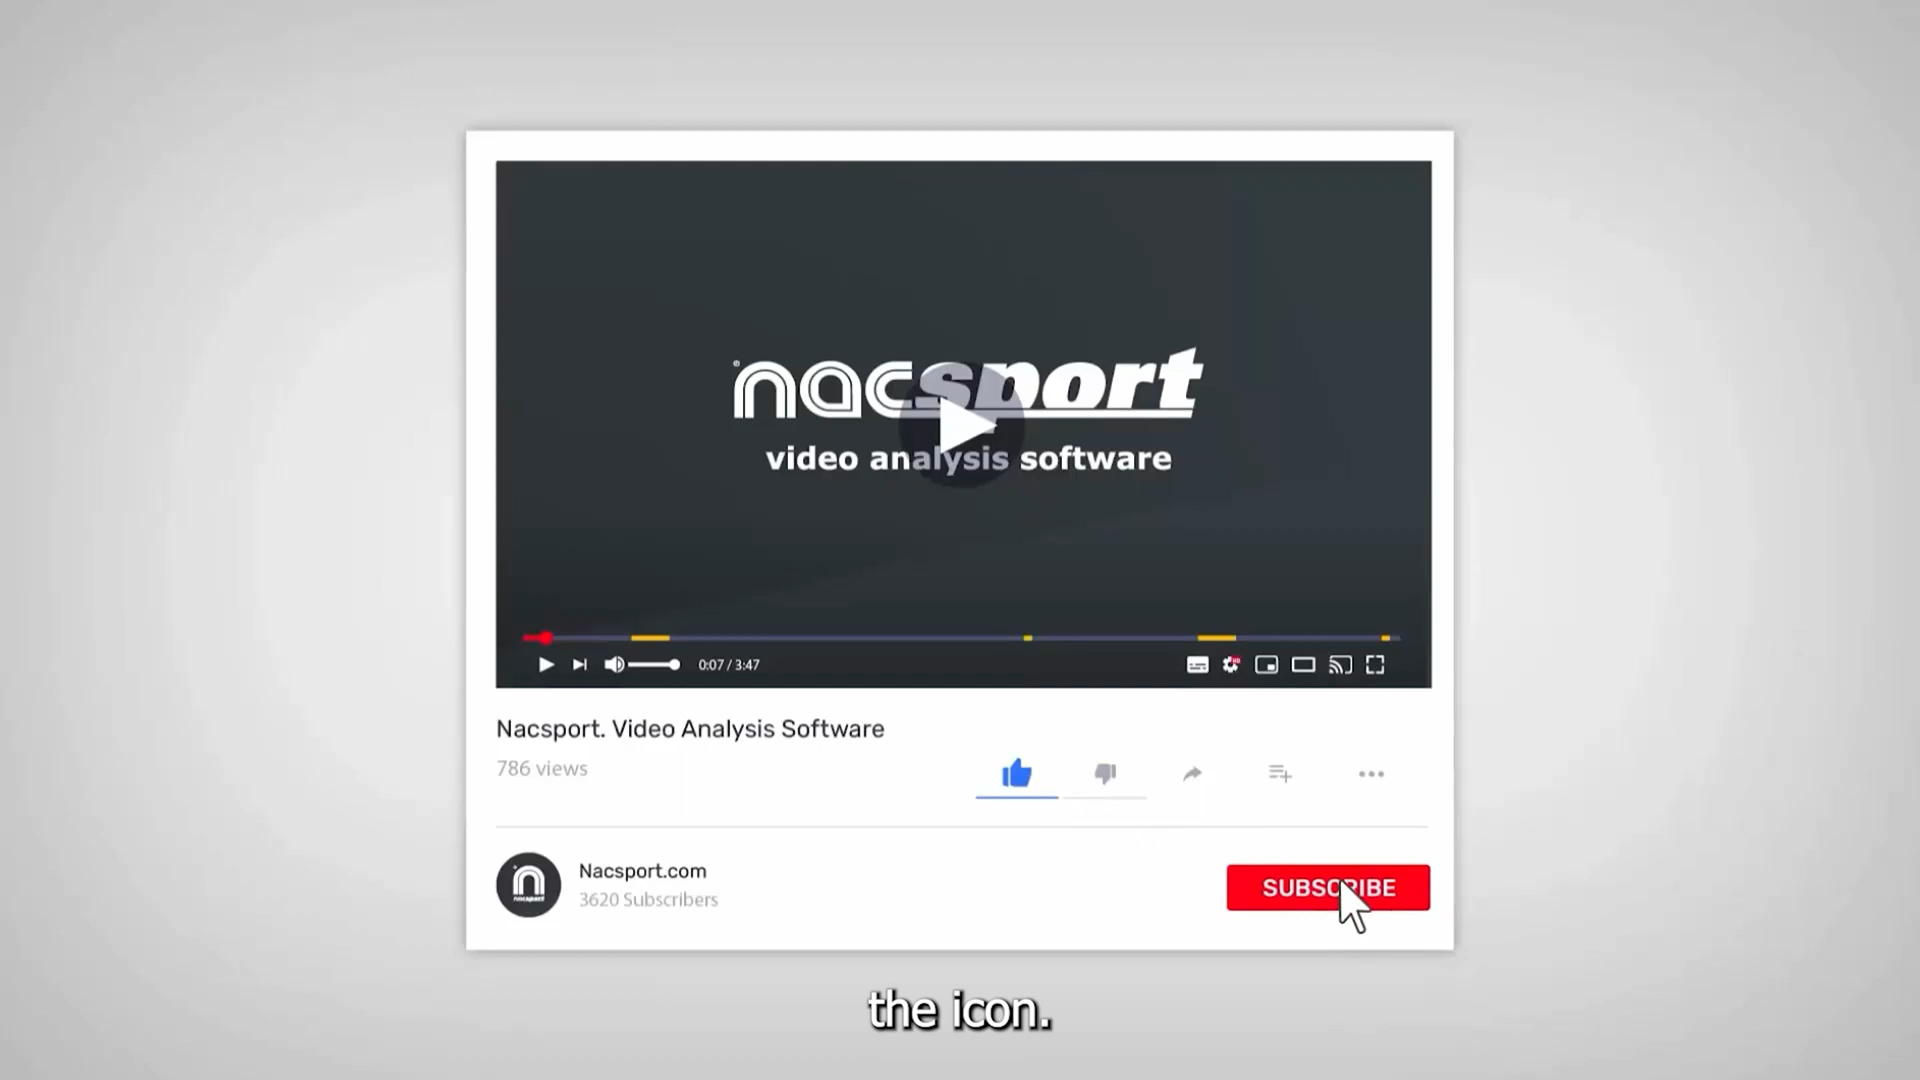 nacsport
video analysis software
0:07 / 3:47
Nacsport. Video Analysis Software
786 views
Nacsport.com
3620 Subscribers
SUBSCRIBE
nacsport
the icon.